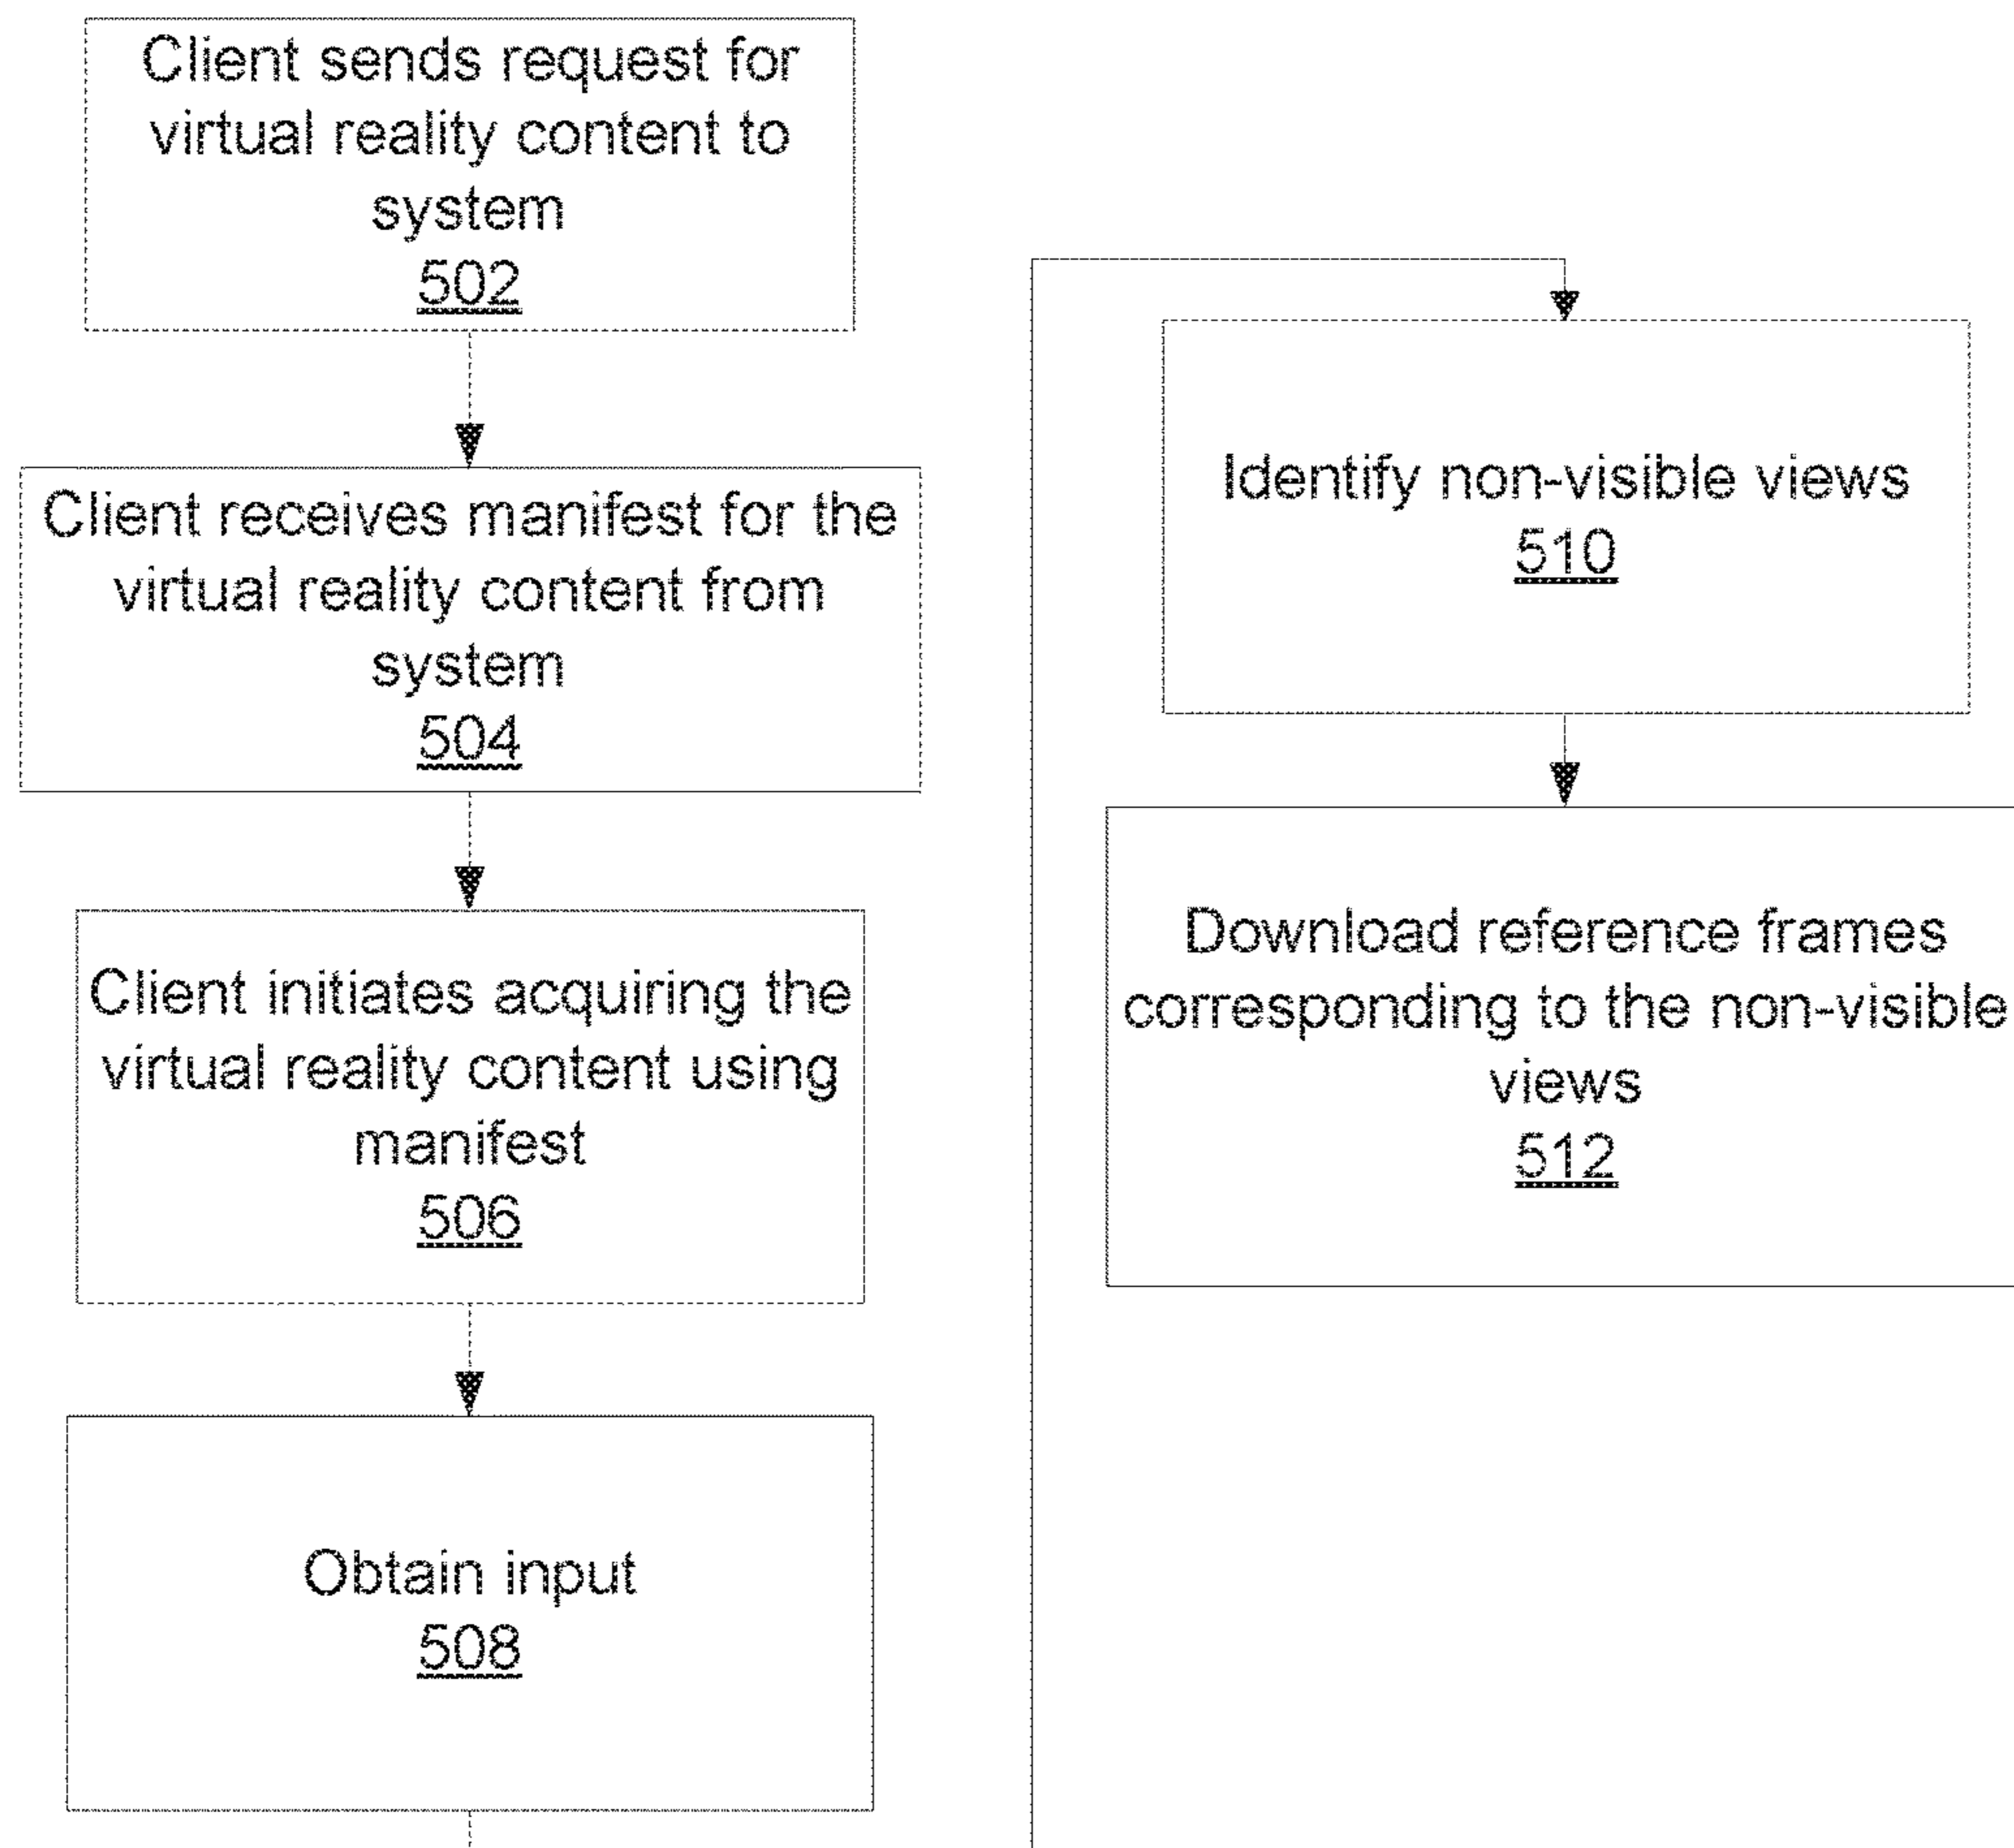 Client sends request for
virtual reality content to
system
502
Client receives manifest for the
virtual reality content from
system
504
Client initiates acquiring the
virtual reality content using
manifest
506
Obtain input
508
Identify non-visible views
510
Download reference frames
corresponding to the non-visible
views
512